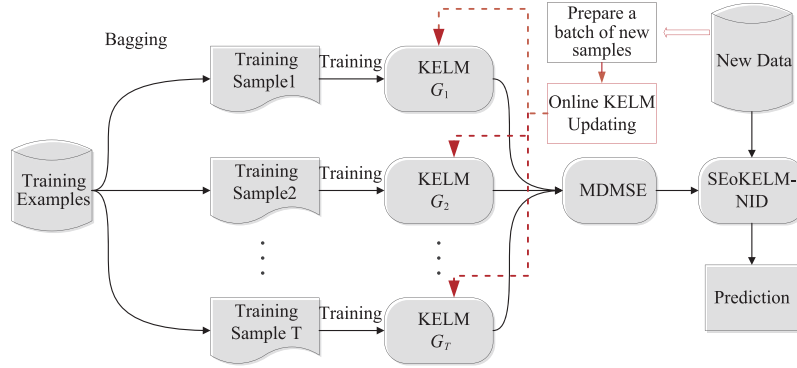 Bagging
Training
Examples
Training
Sample1
Training
KELM
G1
Training
Sample2
Training
KELM
G2
Training
Sample T
Training
KELM
GT
Prepare a
batch of new
samples
Online KELM
Updating
New Data
MDMSE
SEoKELM-
NID
Prediction